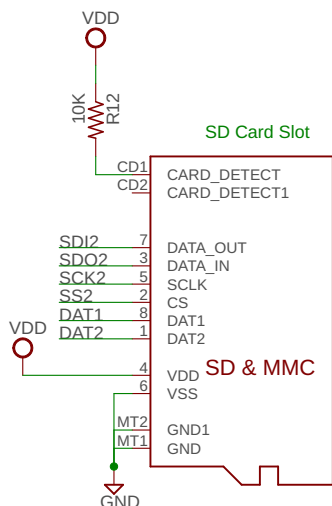 VDD
10K
R12
SD Card Slot
CD1 CARD_DETECT
CD2 CARD_DETECT1
SDI2 7 DATA_OUT
SDO2 3 DATA_IN
SCK2 5 SCLK
SS2 2 CS
DAT1 8 DAT1
DAT2 1 DAT2
VDD
4 VDD
SD & MMC
6 VSS
MT2 GND1
MT1 GND
GND